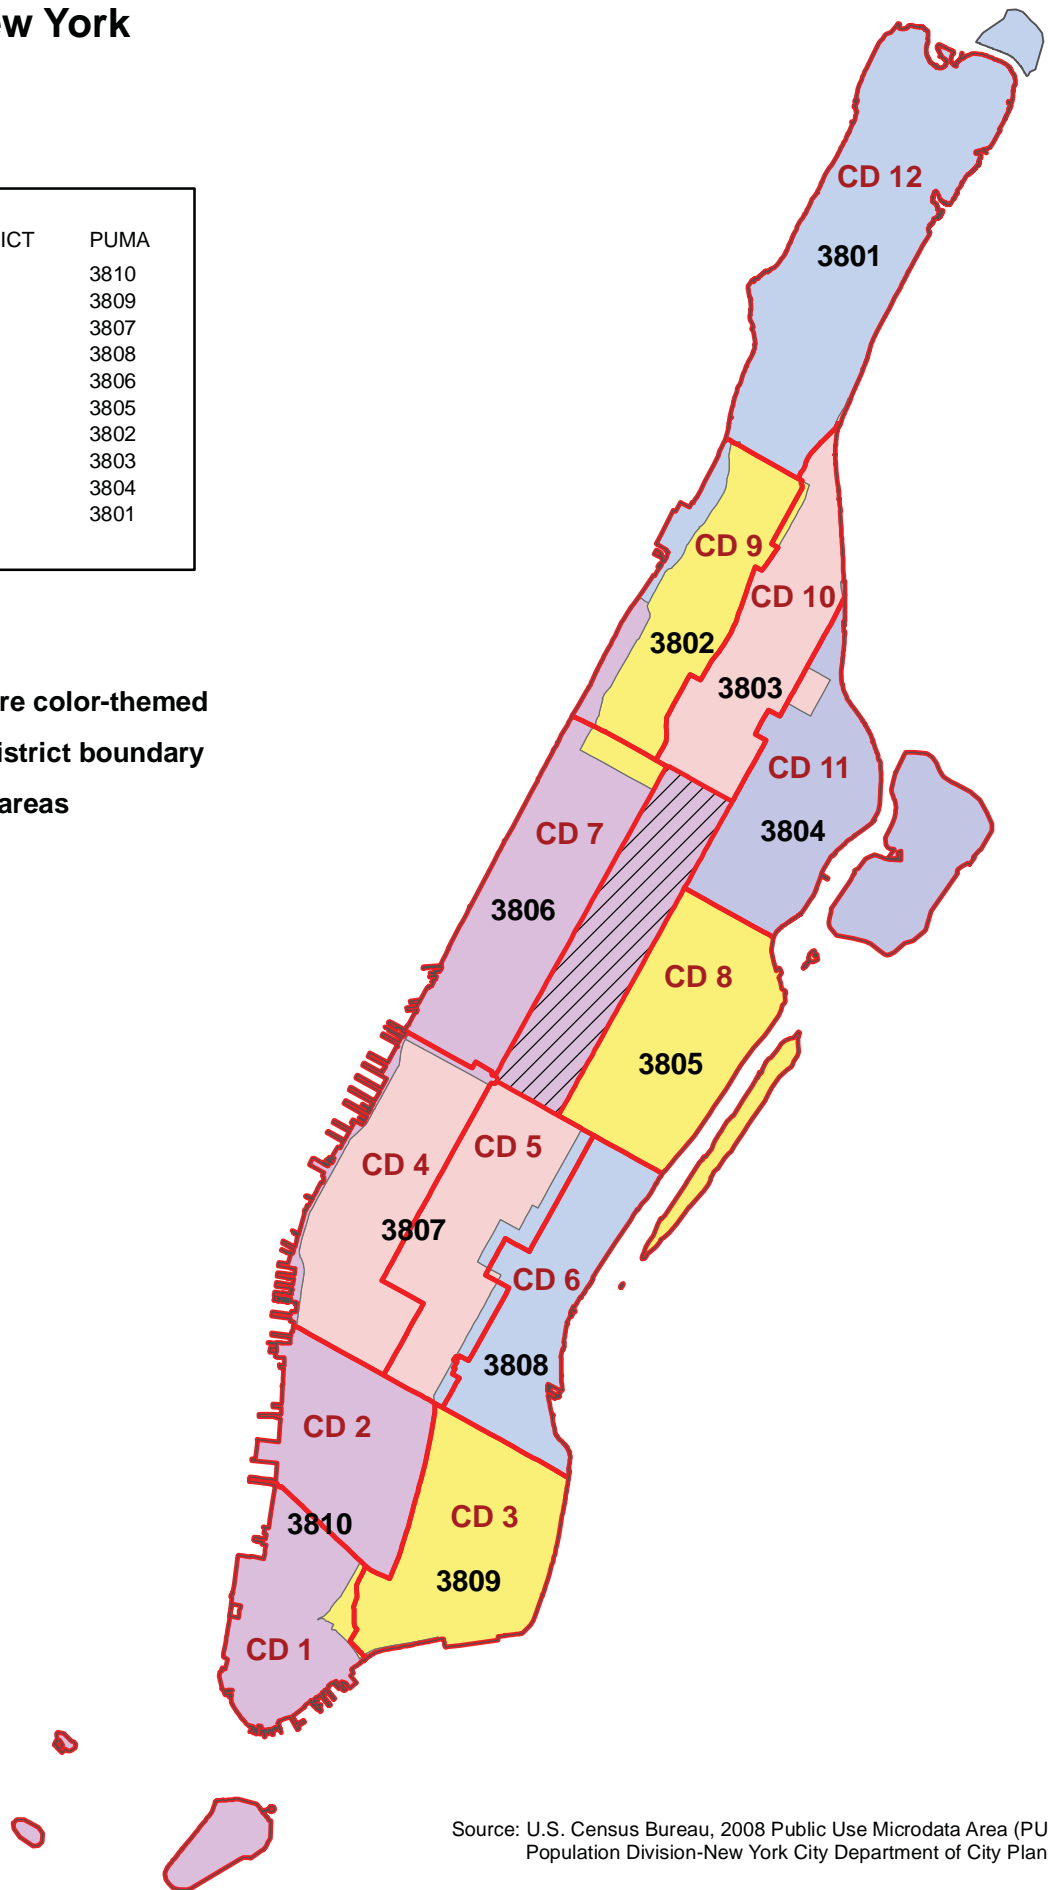 ew York
ICT PUMA
3810
3809
3807
3808
3806
3805
3802
3803
3804
3801
re color-themed
istrict boundary
areas
CD 12
3801
CD 9
CD 10
3802
3803
CD 11
CD 7
3804
3806
CD 8
3805
CD 5
CD 4
3807
CD 6
3808
CD 2
CD 3
3810
3809
CD 1
Source: U.S. Census Bureau, 2008 Public Use Microdata Area (PU
Population Division-New York City Department of City Plan